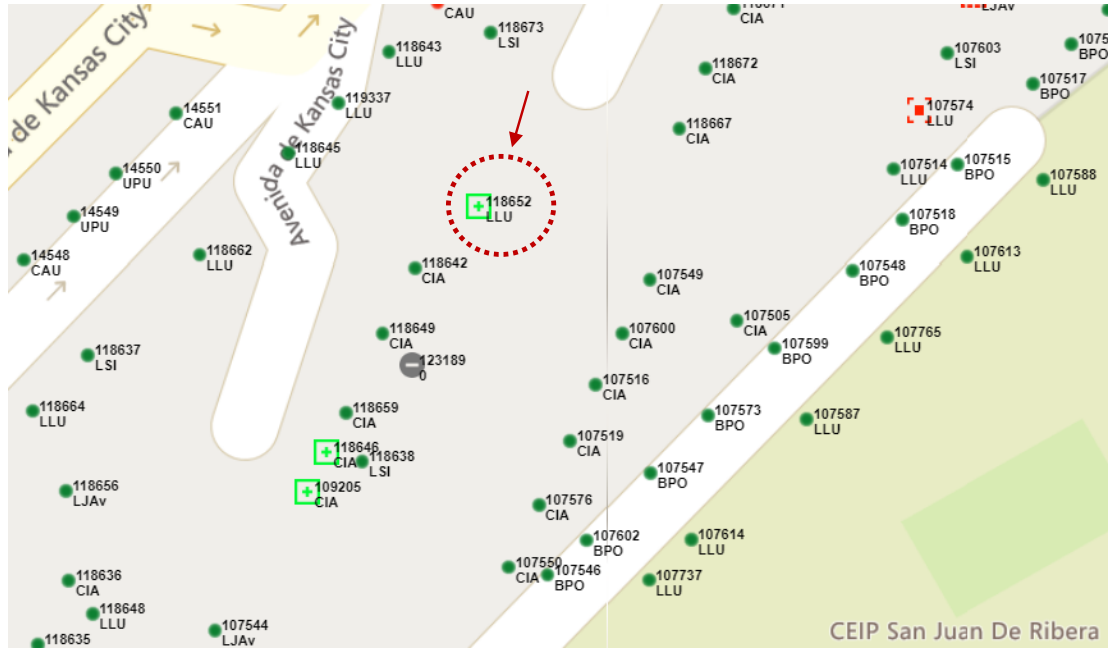 CAU
118673
LSI
118643
LLU
CIA
LJAv
107603
LSI
BPO
118672
CIA
107517
BPO
de Kansas City
Avenida de Kansas City
119337
LLU
14551
CAU
107574
LLU
118667
CIA
118645
LLU
14550
UPU
107514
LLU
107515
BPO
107588
LLU
118652
LLU
14549
UPU
107518
BPO
118662
LLU
14548
CAU
118642
CIA
107613
LLU
107548
BPO
107549
CIA
107505
CIA
118649
CIA
107600
CIA
107765
LLU
107599
BPO
118637
LSI
123189
0
107516
CIA
118664
LLU
118659
CIA
107573
BPO
107587
LLU
107519
CIA
118646
CIA
118638
LSI
107547
BPO
118656
LJAv
109205
CIA
107576
CIA
107602
BPO
107614
LLU
107550
CIA
107546
BPO
107737
LLU
118636
CIA
118648
LLU
107544
LJAv
118635
CEIP San Juan De Ribera